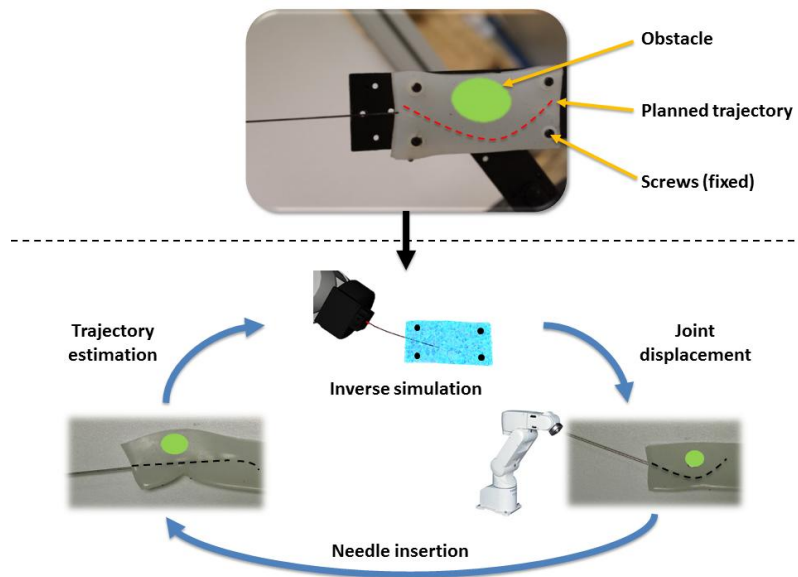 Obstacle
Planned trajectory
Screws (fixed)
Trajectory
estimation
Joint
displacement
Inverse simulation
Needle insertion